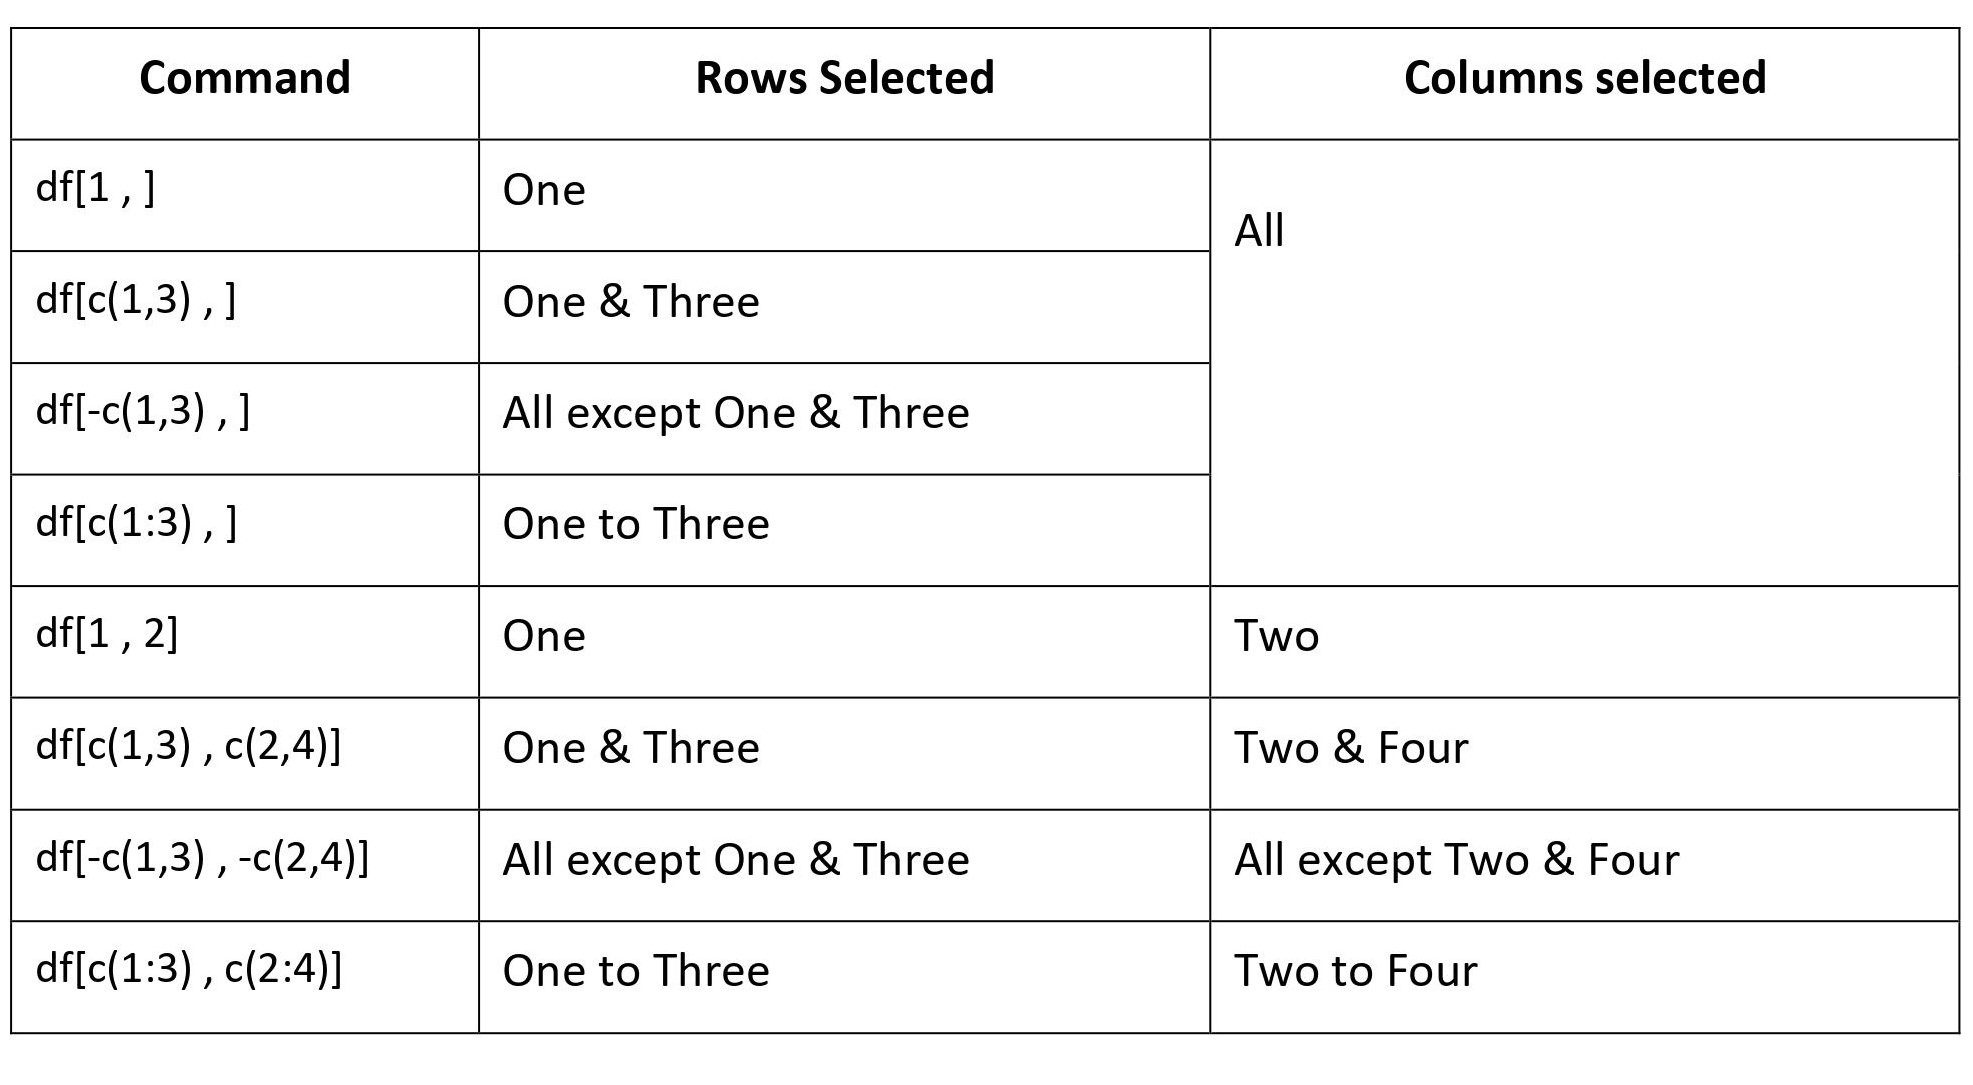 Command Rows Selected Columns selected
df[1 , ] One All
df[c(1,3) , ] One & Three
df[-c(1,3) , ] All except One & Three
df[c(1:3) , ] One to Three
df[1 , 2] One Two
df[c(1,3) , c(2,4)] One & Three Two & Four
df[-c(1,3) , -c(2,4)] All except One & Three All except Two & Four
df[c(1:3) , c(2:4)] One to Three Two to Four